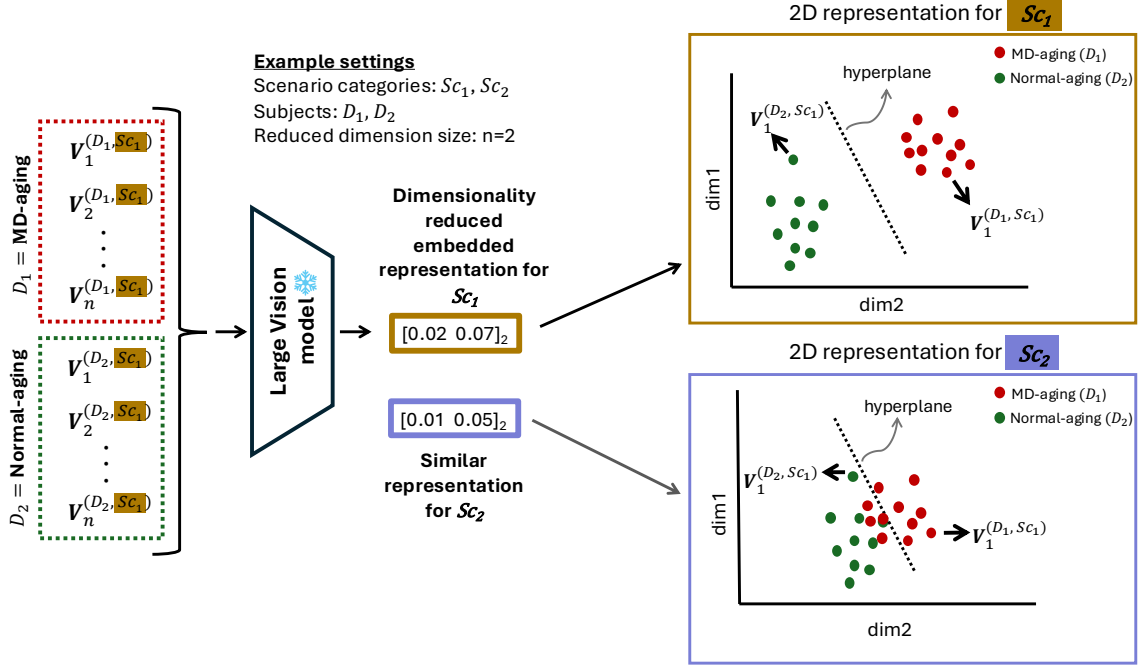 Example settings
Scenario categories: Sc₁, Sc₂
Subjects: D₁, D₂
Reduced dimension size: n=2
D₁ = MD-aging
V₁^(D₁, Sc₁)
V₂^(D₁, Sc₁)
Vₙ^(D₁, Sc₁)
D₂ = Normal-aging
V₁^(D₂, Sc₁)
V₂^(D₂, Sc₁)
Vₙ^(D₂, Sc₁)
Large Vision
model
Dimensionality
reduced
embedded
representation for
Sc₁
[0.02 0.07]₂
[0.01 0.05]₂
Similar
representation
for Sc₂
2D representation for Sc₁
MD-aging (D₁)
Normal-aging (D₂)
hyperplane
V₁^(D₂, Sc₁)
V₁^(D₁, Sc₁)
dim1
dim2
2D representation for Sc₂
MD-aging (D₁)
Normal-aging (D₂)
hyperplane
V₁^(D₂, Sc₁)
V₁^(D₁, Sc₁)
dim1
dim2